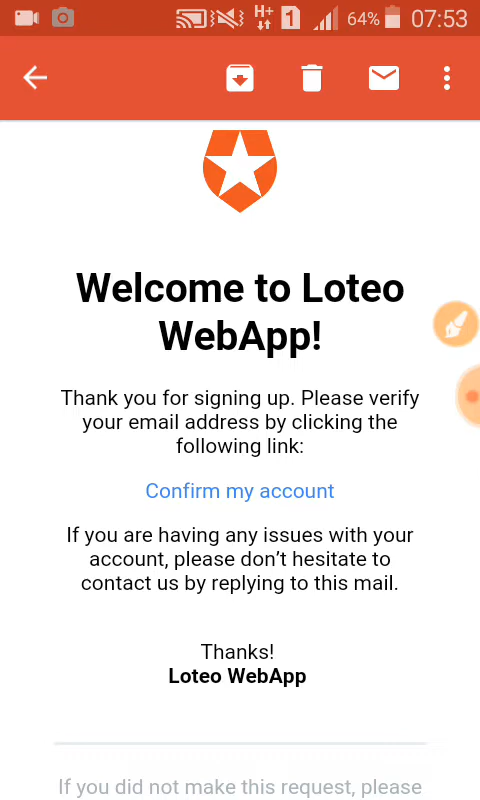 H+ 1 64% 07:53
Welcome to Loteo
WebApp!
Thank you for signing up. Please verify
your email address by clicking the
following link:
Confirm my account
If you are having any issues with your
account, please don’t hesitate to
contact us by replying to this mail.
Thanks!
Loteo WebApp
If you did not make this request, please